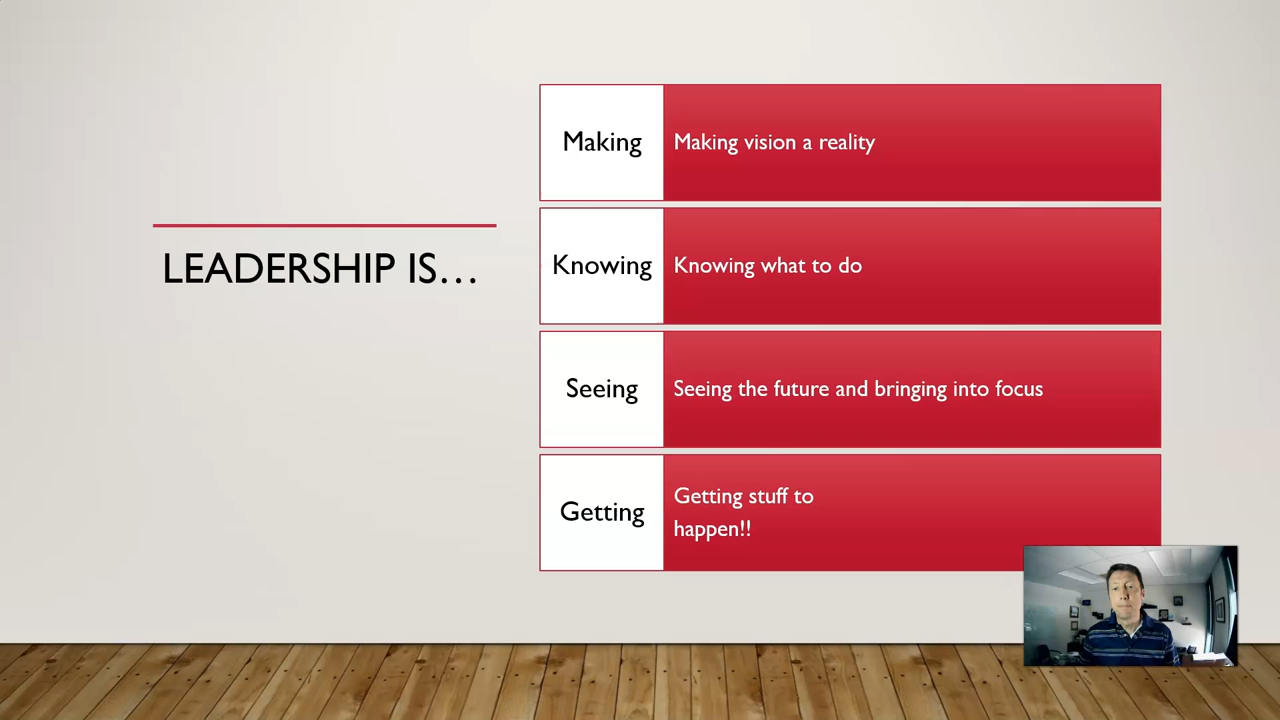 LEADERSHIP IS…
Making
Making vision a reality
Knowing
Knowing what to do
Seeing
Seeing the future and bringing into focus
Getting
Getting stuff to
happen!!